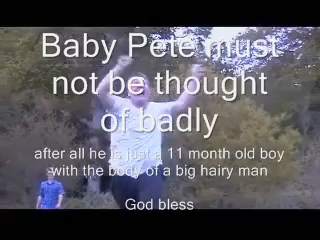 Baby Pete must
not be thought
of badly
after all he is just a 11 month old boy
with the body of a big hairy man
God bless